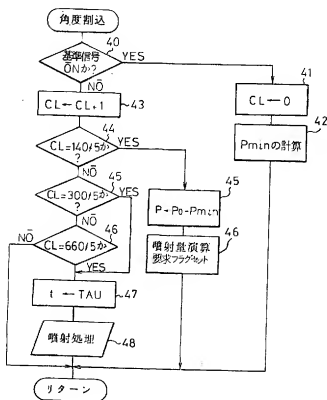 角度割込
40
基準信号
ONか?
YES
NO
41
CL←0
CL←CL+1
43
42
Pminの計算
44
CL=140/5か
?
YES
NO
45
CL=300/5か
?
YES
NO
45
P←P0-Pmin
46
CL=660/5か
?
NO
YES
46
噴射量演算
要求フラグセット
t ← TAU
47
噴射処理
48
リターン